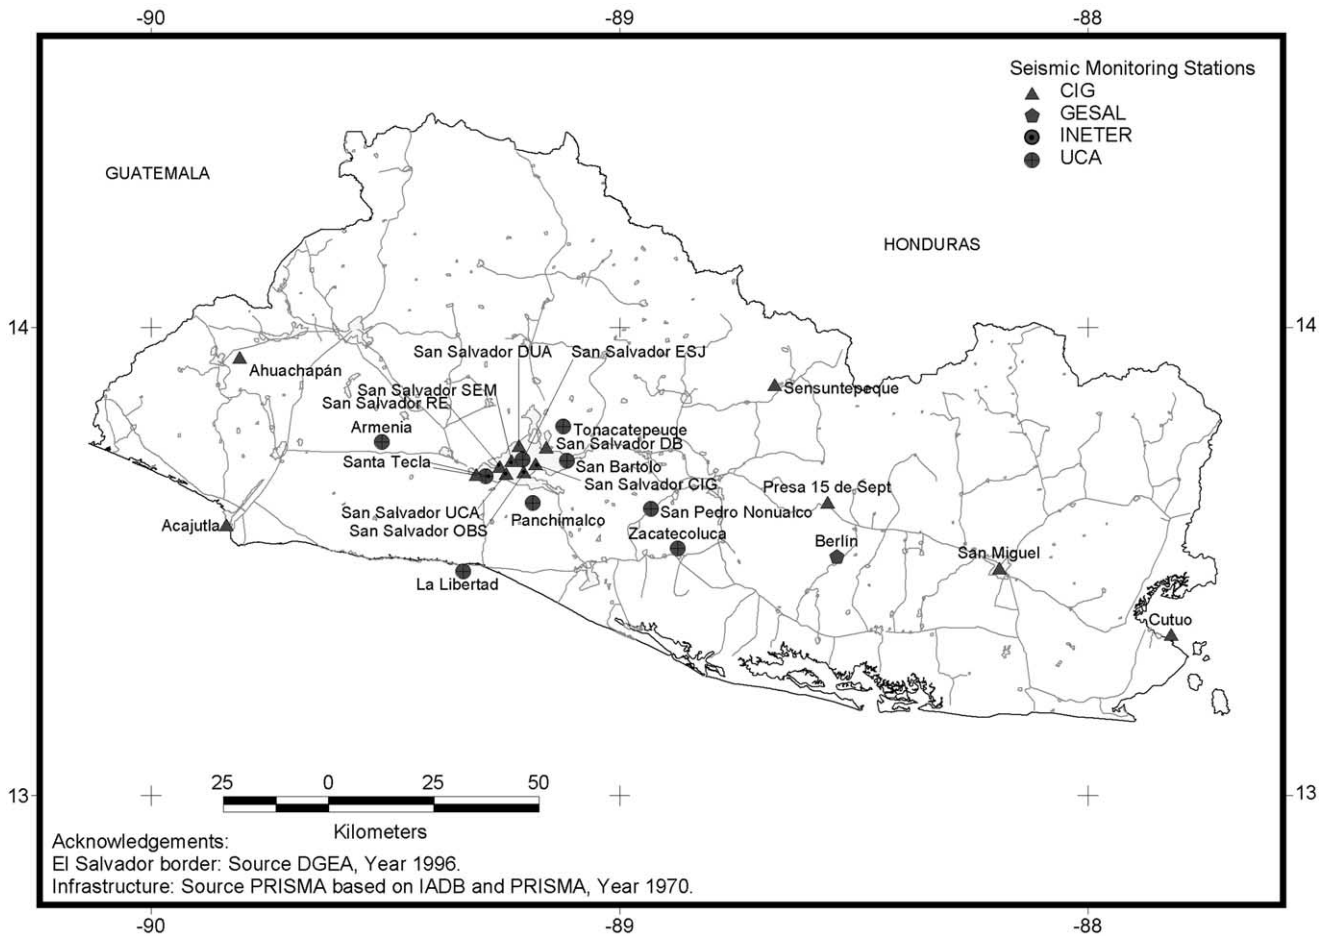 -90 -89 -88
Seismic Monitoring Stations
CIG
GESAL
INETER
UCA
GUATEMALA
HONDURAS
14 14
San Salvador DUA San Salvador ESJ
Ahuachapán
San Salvador SEM
Sensuntepeque
San Salvador RE
Armenia
Tonacatepeuqe
San Salvador DB
Santa Tecla
San Bartolo
San Salvador CIG
Presa 15 de Sept
San Salvador UCA
San Pedro Nonualco
Panchimalco
Acajutla
San Salvador OBS
Zacatecoluca
Berlín
San Miguel
La Libertad
Cutuo
25 0 25 50
13 13
Kilometers
Acknowledgements:
El Salvador border: Source DGEA, Year 1996.
Infrastructure: Source PRISMA based on IADB and PRISMA, Year 1970.
-90 -89 -88